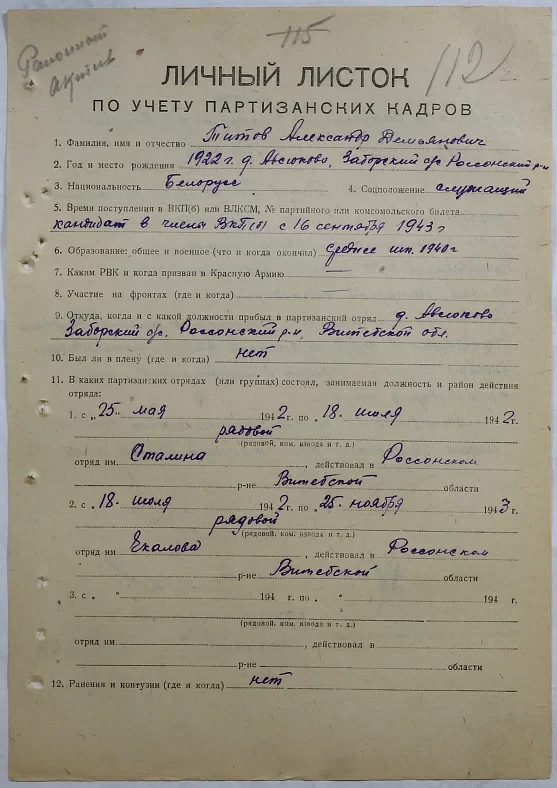 Районный
актив
115
112
ЛИЧНЫЙ ЛИСТОК
ПО УЧЕТУ ПАРТИЗАНСКИХ КАДРОВ
1. Фамилия, имя и отчество Титов Александр Демьянович
2. Год и место рождения 1922 г. д. Авсюково, Заборский с/с Россонский р-н
3. Национальность Белорусс 4. Соцположение служащий
5. Время поступления в ВКП(б) или ВЛКСМ, № партийного или комсомольского билета
кандидат в члены ВКП(б) с 16 сентября 1943 г
6. Образование: общее и военное (что и когда окончил) среднее шк. 1940 г
7. Каким РВК и когда призван в Красную Армию —
8. Участие на фронтах (где и когда) —
9. Откуда, когда и с какой должности прибыл в партизанский отряд д. Авсюково
Заборский с/с, Россонский р-н, Витебской обл.
10. Был ли в плену (где и когда) нет
11. В каких партизанских отрядах (или группах) состоял, занимаемая должность и район действия
отряда:
1. с „25. мая 1942 г. по „18. июля 1942 г.
рядовой
(рядовой, ком. взвода и т. д.)
отряд им. Сталина, действовал в Россонском
р-не Витебской области
2. с „18. июля 1942 г. по „25. ноября 1943 г.
рядовой
(рядовой, ком. взвода и т. д.)
отряд им. Чкалова, действовал в Россонском
р-не Витебской области
3. с „ “ 194 г. по „ “ 194 г.
(рядовой, ком. взвода и т. д.)
отряд им. , действовал в
р-не области
12. Ранения и контузии (где и когда) нет